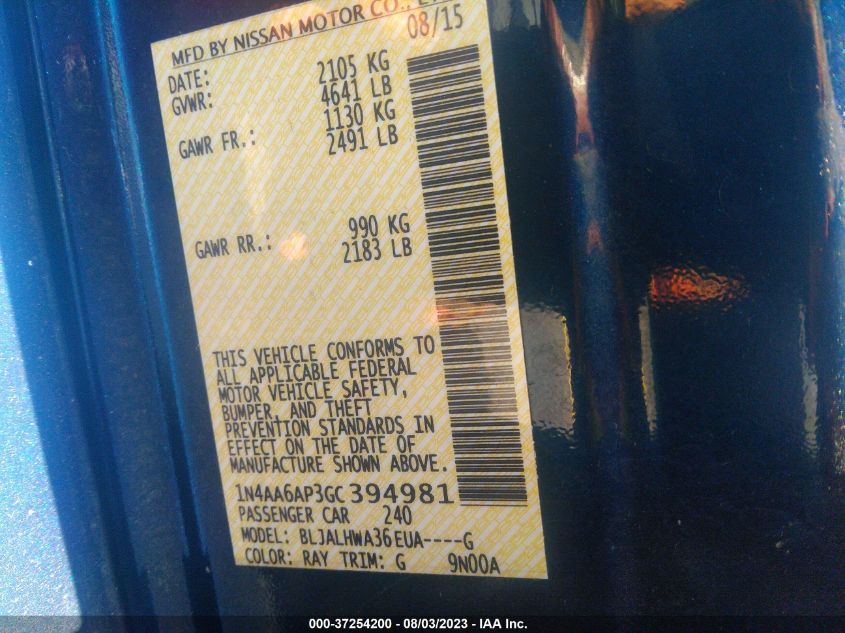 MFD BY NISSAN MOTOR CO.,
DATE: 08/15
GVWR: 2105 KG
4641 LB
GAWR FR.: 1130 KG
2491 LB
GAWR RR.: 990 KG
2183 LB
THIS VEHICLE CONFORMS TO
ALL APPLICABLE FEDERAL
MOTOR VEHICLE SAFETY,
BUMPER, AND THEFT
PREVENTION STANDARDS IN
EFFECT ON THE DATE OF
MANUFACTURE SHOWN ABOVE.
1N4AA6AP3GC394981
PASSENGER CAR 240
MODEL: BLJALHWA36EUA----G
COLOR: RAY TRIM: G 9N00A
000-37254200 - 08/03/2023 - IAA Inc.